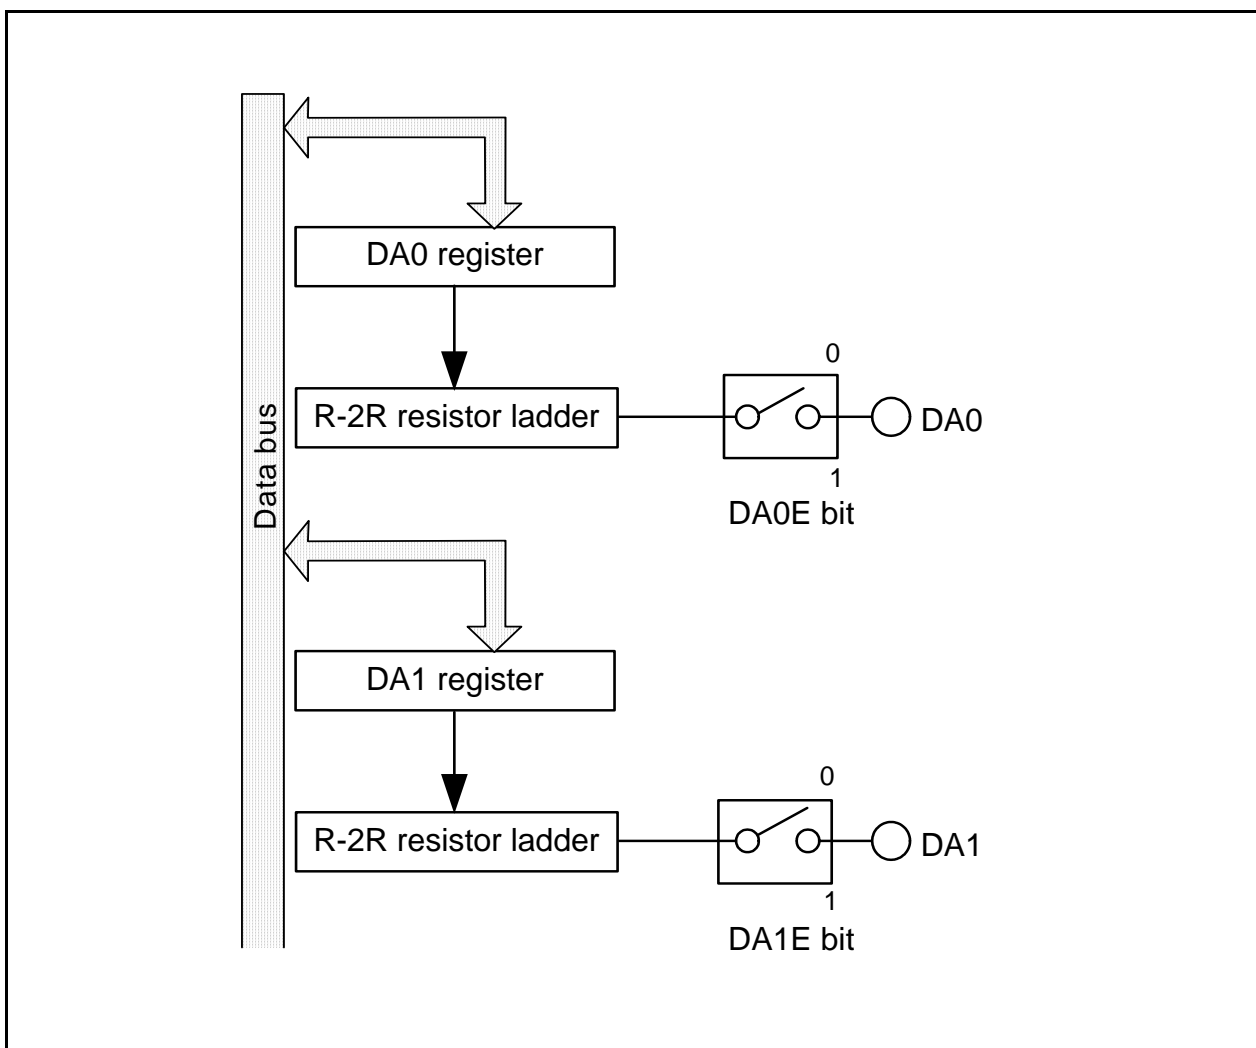 Data bus
DA0 register
R-2R resistor ladder
0
1
DA0E bit
DA0
DA1 register
R-2R resistor ladder
0
1
DA1E bit
DA1